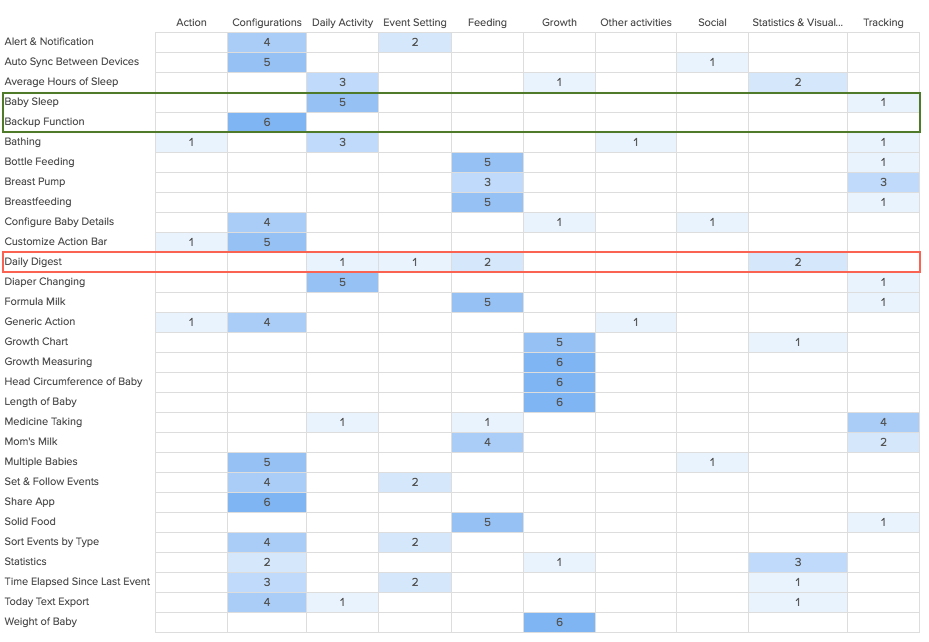 Action Configurations Daily Activity Event Setting Feeding Growth Other activities Social Statistics & Visual... Tracking
Alert & Notification 4 2
Auto Sync Between Devices 5 1
Average Hours of Sleep 3 1 2
Baby Sleep 5 1
Backup Function 6
Bathing 1 3 1 1
Bottle Feeding 5 1
Breast Pump 3 3
Breastfeeding 5 1
Configure Baby Details 4 1 1
Customize Action Bar 1 5
Daily Digest 1 1 2 2
Diaper Changing 5 1
Formula Milk 5 1
Generic Action 1 4 1
Growth Chart 5 1
Growth Measuring 6
Head Circumference of Baby 6
Length of Baby 6
Medicine Taking 1 1 4
Mom's Milk 4 2
Multiple Babies 5 1
Set & Follow Events 4 2
Share App 6
Solid Food 5 1
Sort Events by Type 4 2
Statistics 2 1 3
Time Elapsed Since Last Event 3 2 1
Today Text Export 4 1 1
Weight of Baby 6